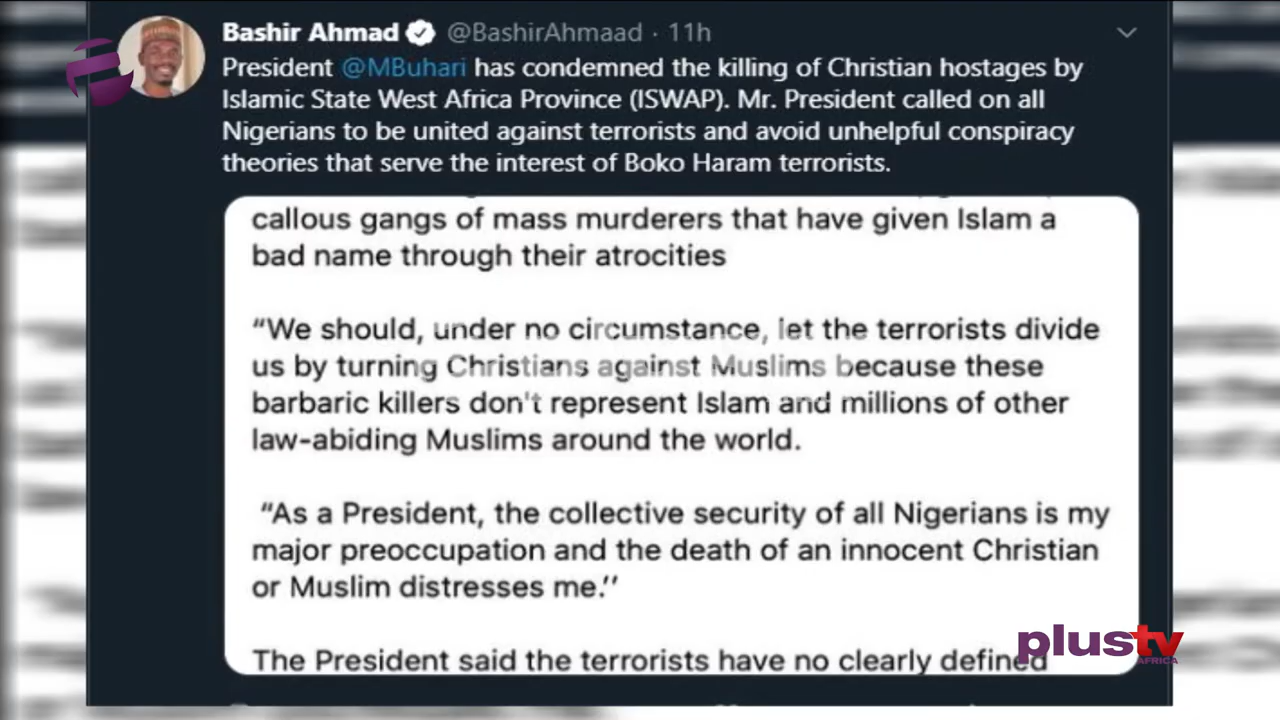 Bashir Ahmad @BashirAhmaad · 11h
President @MBuhari has condemned the killing of Christian hostages by
Islamic State West Africa Province (ISWAP). Mr. President called on all
Nigerians to be united against terrorists and avoid unhelpful conspiracy
theories that serve the interest of Boko Haram terrorists.
callous gangs of mass murderers that have given Islam a
bad name through their atrocities
“We should, under no circumstance, let the terrorists divide
us by turning Christians against Muslims because these
barbaric killers don't represent Islam and millions of other
law-abiding Muslims around the world.
“As a President, the collective security of all Nigerians is my
major preoccupation and the death of an innocent Christian
or Muslim distresses me.’’
The President said the terrorists have no clearly defined
plustv
AFRICA